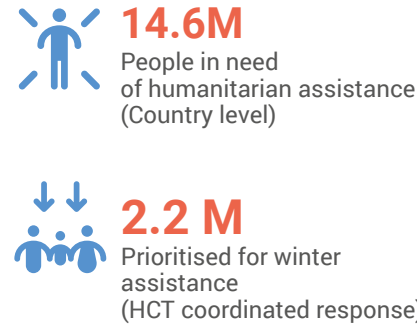 14.6M
People in need
of humanitarian assistance
(Country level)
2.2 M
Prioritised for winter
assistance
(HCT coordinated response)